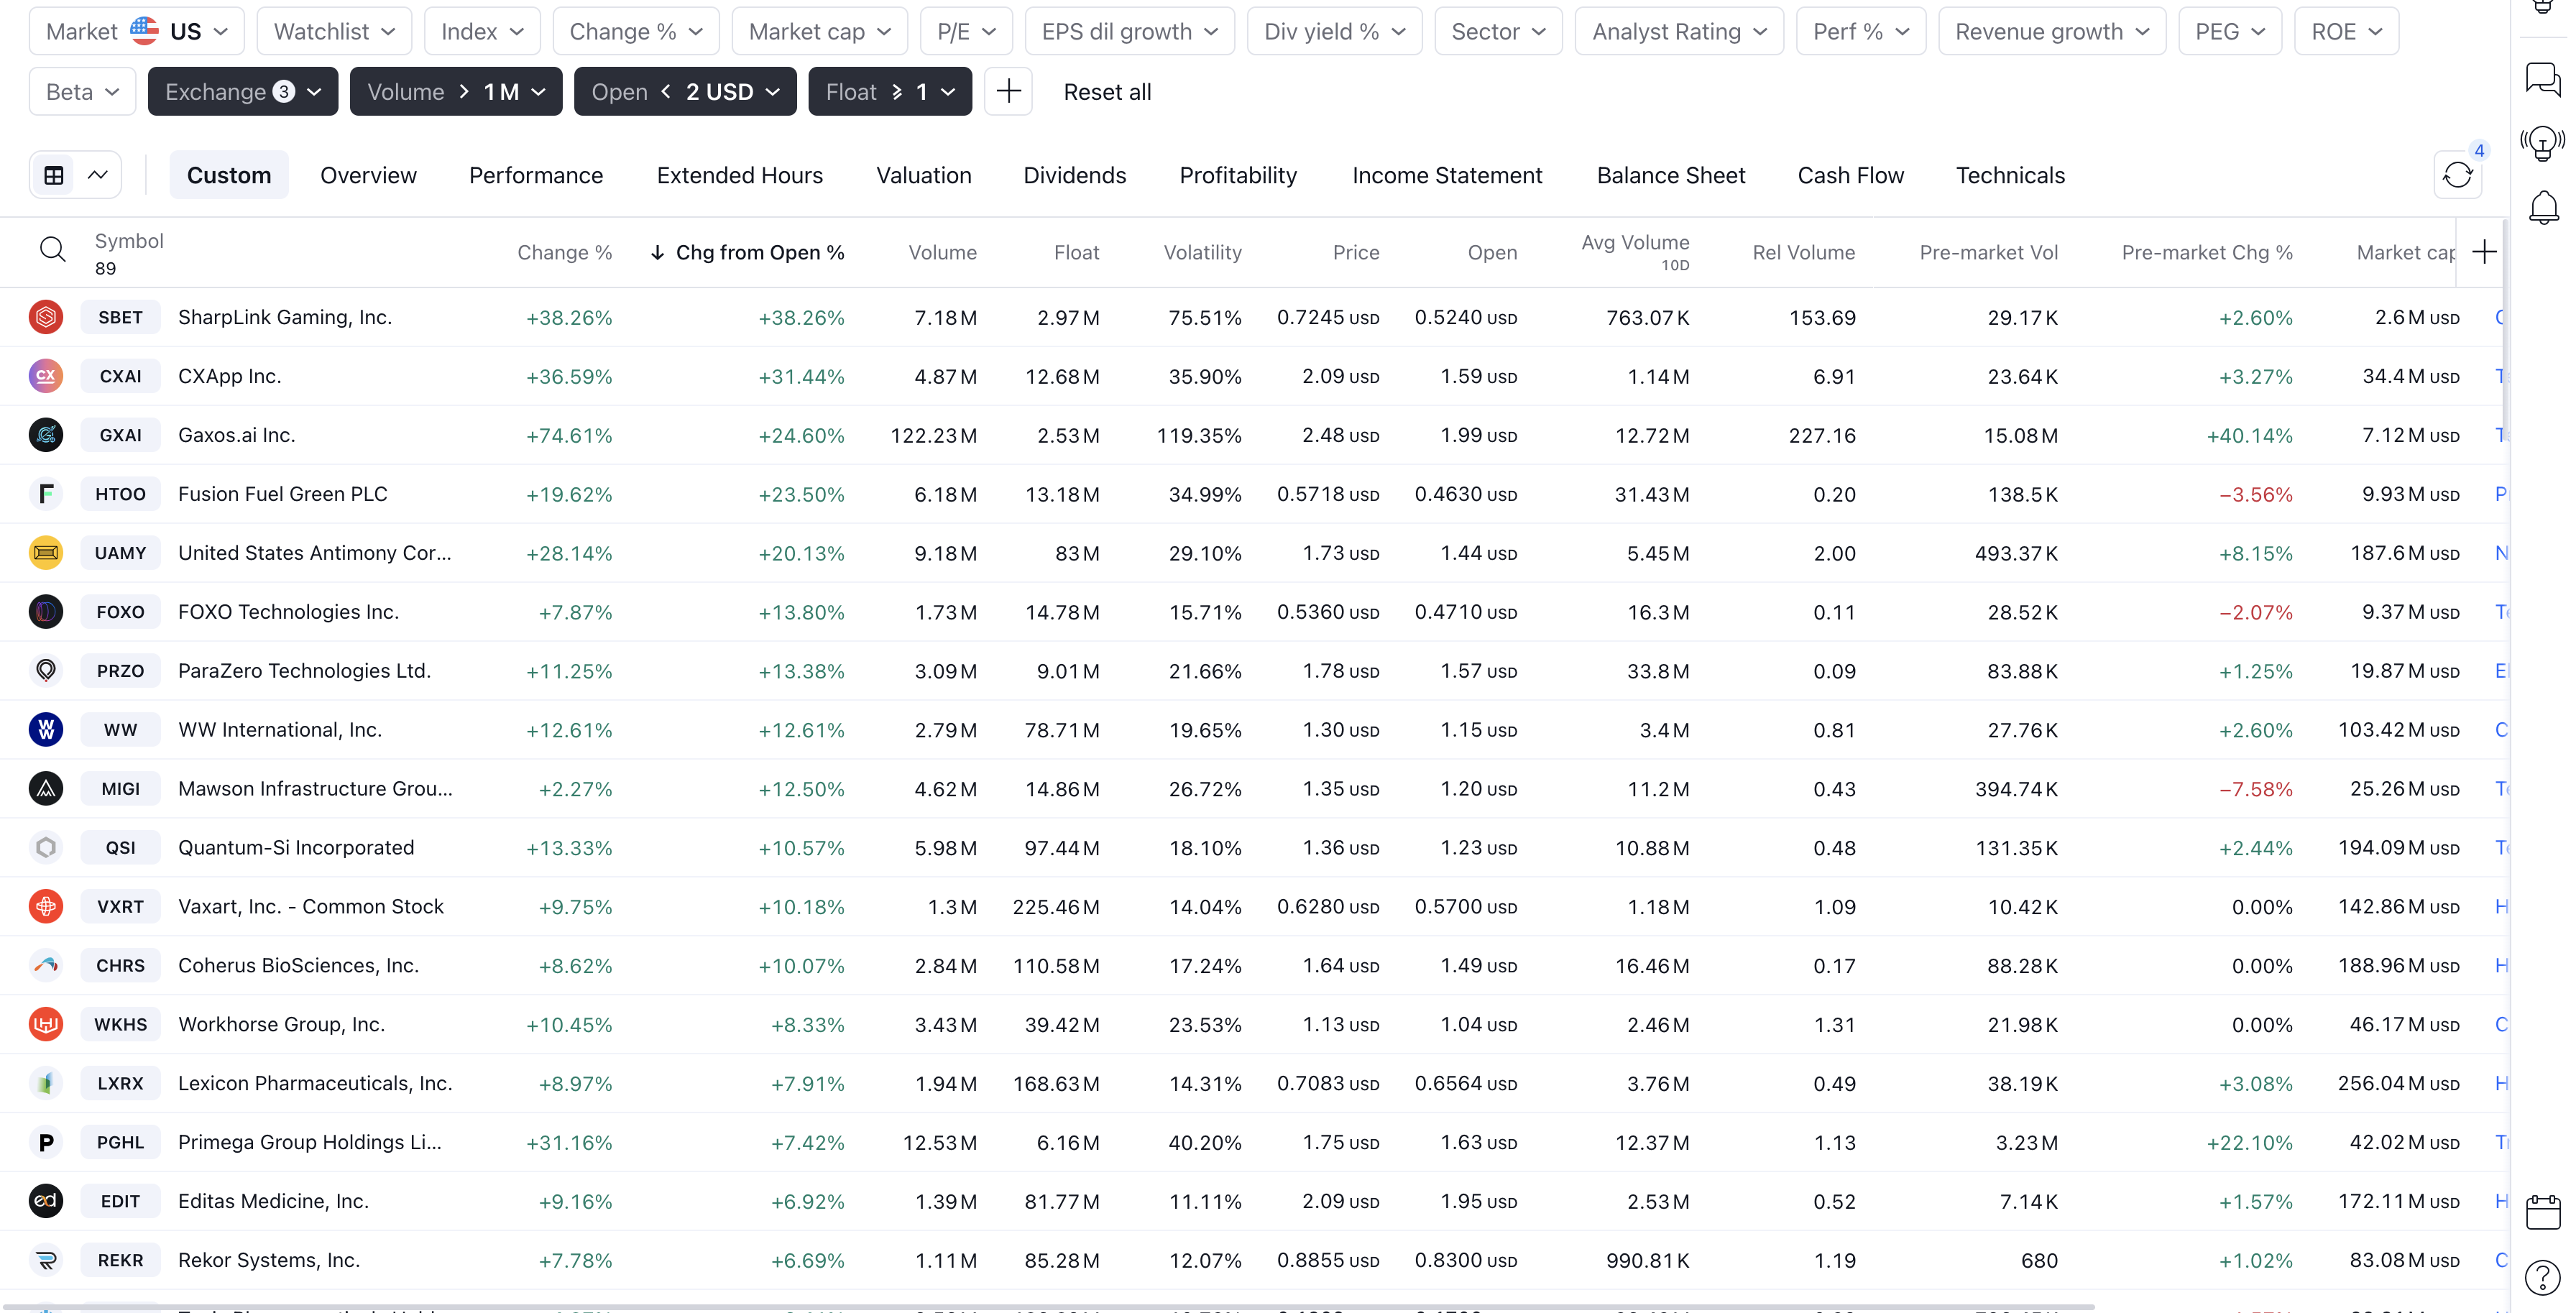 Market US Watchlist Index Change % Market cap P/E EPS dil growth Div yield % Sector Analyst Rating Perf % Revenue growth PEG ROE
Beta Exchange 3 Volume > 1 M Open < 2 USD Float ≥ 1 + Reset all
Custom Overview Performance Extended Hours Valuation Dividends Profitability Income Statement Balance Sheet Cash Flow Technicals 4
Symbol 89 Change % ↓ Chg from Open % Volume Float Volatility Price Open Avg Volume 10D Rel Volume Pre-market Vol Pre-market Chg % Market cap +
SBET SharpLink Gaming, Inc. +38.26% +38.26% 7.18 M 2.97 M 75.51% 0.7245 USD 0.5240 USD 763.07 K 153.69 29.17 K +2.60% 2.6 M USD
CX CXAI CXApp Inc. +36.59% +31.44% 4.87 M 12.68 M 35.90% 2.09 USD 1.59 USD 1.14 M 6.91 23.64 K +3.27% 34.4 M USD
GXAI Gaxos.ai Inc. +74.61% +24.60% 122.23 M 2.53 M 119.35% 2.48 USD 1.99 USD 12.72 M 227.16 15.08 M +40.14% 7.12 M USD
F HTOO Fusion Fuel Green PLC +19.62% +23.50% 6.18 M 13.18 M 34.99% 0.5718 USD 0.4630 USD 31.43 M 0.20 138.5 K −3.56% 9.93 M USD
UAMY United States Antimony Cor... +28.14% +20.13% 9.18 M 83 M 29.10% 1.73 USD 1.44 USD 5.45 M 2.00 493.37 K +8.15% 187.6 M USD
FOXO FOXO Technologies Inc. +7.87% +13.80% 1.73 M 14.78 M 15.71% 0.5360 USD 0.4710 USD 16.3 M 0.11 28.52 K −2.07% 9.37 M USD
PRZO ParaZero Technologies Ltd. +11.25% +13.38% 3.09 M 9.01 M 21.66% 1.78 USD 1.57 USD 33.8 M 0.09 83.88 K +1.25% 19.87 M USD
WW WW WW International, Inc. +12.61% +12.61% 2.79 M 78.71 M 19.65% 1.30 USD 1.15 USD 3.4 M 0.81 27.76 K +2.60% 103.42 M USD
MIGI Mawson Infrastructure Grou... +2.27% +12.50% 4.62 M 14.86 M 26.72% 1.35 USD 1.20 USD 11.2 M 0.43 394.74 K −7.58% 25.26 M USD
QSI Quantum-Si Incorporated +13.33% +10.57% 5.98 M 97.44 M 18.10% 1.36 USD 1.23 USD 10.88 M 0.48 131.35 K +2.44% 194.09 M USD
VXRT Vaxart, Inc. - Common Stock +9.75% +10.18% 1.3 M 225.46 M 14.04% 0.6280 USD 0.5700 USD 1.18 M 1.09 10.42 K 0.00% 142.86 M USD
CHRS Coherus BioSciences, Inc. +8.62% +10.07% 2.84 M 110.58 M 17.24% 1.64 USD 1.49 USD 16.46 M 0.17 88.28 K 0.00% 188.96 M USD
WKHS Workhorse Group, Inc. +10.45% +8.33% 3.43 M 39.42 M 23.53% 1.13 USD 1.04 USD 2.46 M 1.31 21.98 K 0.00% 46.17 M USD
LXRX Lexicon Pharmaceuticals, Inc. +8.97% +7.91% 1.94 M 168.63 M 14.31% 0.7083 USD 0.6564 USD 3.76 M 0.49 38.19 K +3.08% 256.04 M USD
P PGHL Primega Group Holdings Li... +31.16% +7.42% 12.53 M 6.16 M 40.20% 1.75 USD 1.63 USD 12.37 M 1.13 3.23 M +22.10% 42.02 M USD
ed EDIT Editas Medicine, Inc. +9.16% +6.92% 1.39 M 81.77 M 11.11% 2.09 USD 1.95 USD 2.53 M 0.52 7.14 K +1.57% 172.11 M USD
REKR Rekor Systems, Inc. +7.78% +6.69% 1.11 M 85.28 M 12.07% 0.8855 USD 0.8300 USD 990.81 K 1.19 680 +1.02% 83.08 M USD